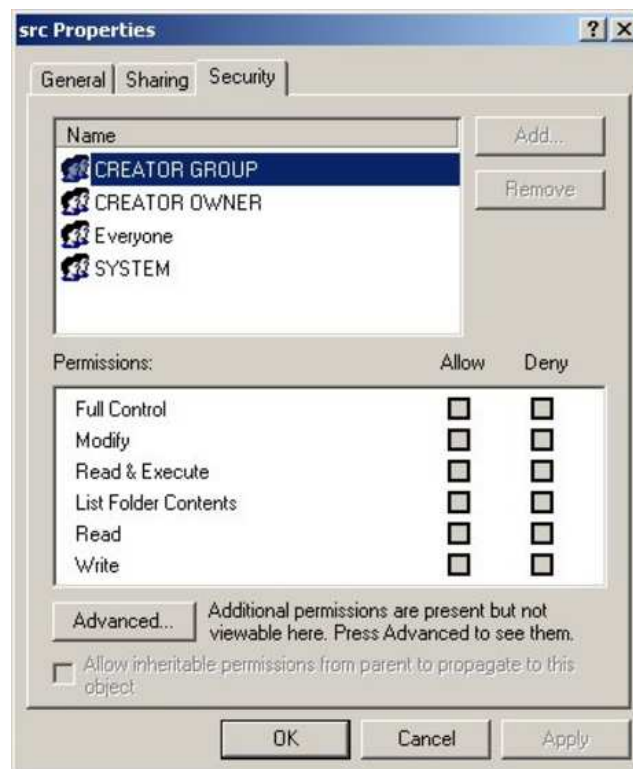 src Properties
General Sharing Security
Name
Add...
CREATOR GROUP
Remove
CREATOR OWNER
Everyone
SYSTEM
Permissions: Allow Deny
Full Control
Modify
Read & Execute
List Folder Contents
Read
Write
Advanced...
Additional permissions are present but not
viewable here. Press Advanced to see them.
Allow inheritable permissions from parent to propagate to this
object
OK Cancel Apply